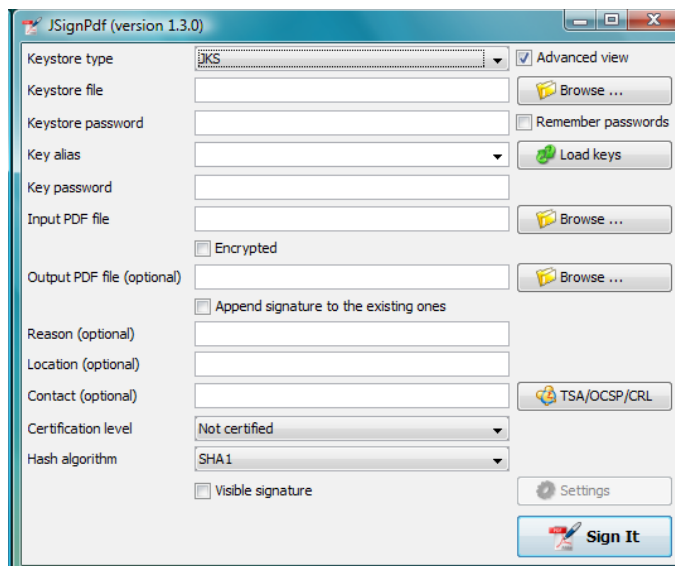 JSignPdf (version 1.3.0)
Keystore type JKS Advanced view
Keystore file Browse ...
Keystore password Remember passwords
Key alias Load keys
Key password
Input PDF file Browse ...
Encrypted
Output PDF file (optional) Browse ...
Append signature to the existing ones
Reason (optional)
Location (optional)
Contact (optional) TSA/OCSP/CRL
Certification level Not certified
Hash algorithm SHA1
Visible signature Settings
Sign It